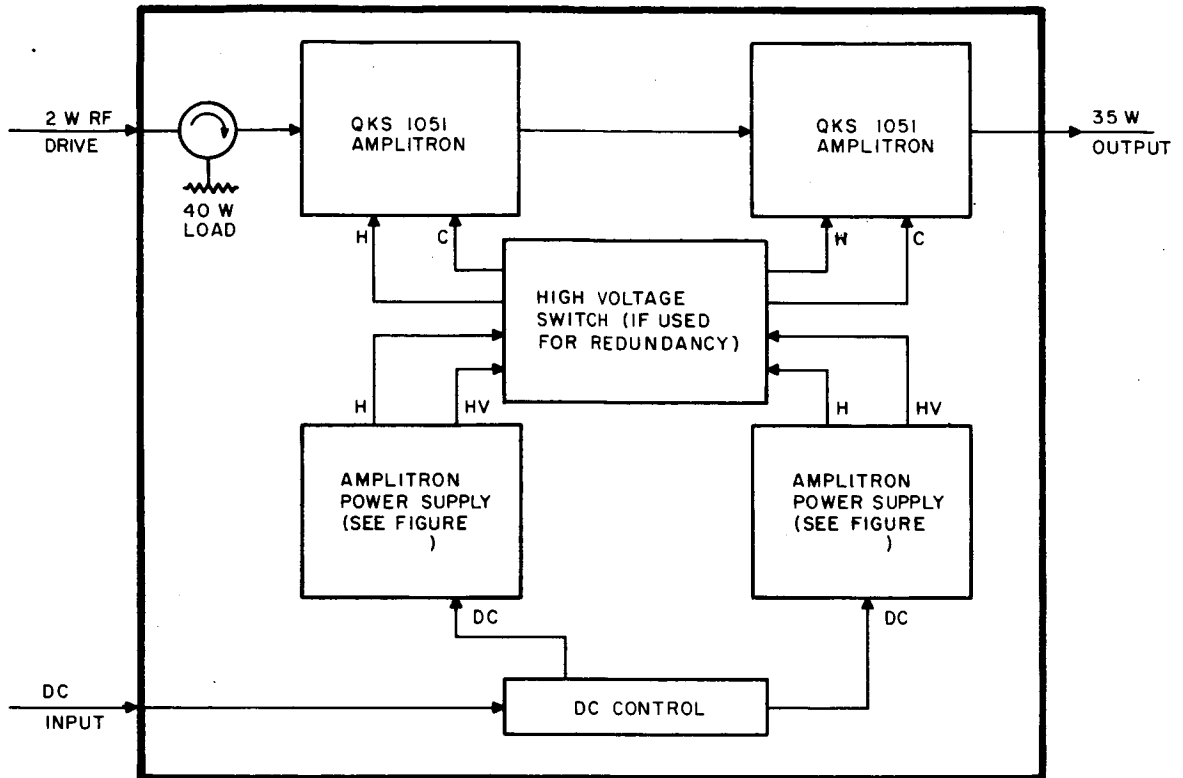 2 W RF
DRIVE
40 W
LOAD
QKS 1051
AMPLITRON
QKS 1051
AMPLITRON
35 W
OUTPUT
H
C
W
C
HIGH VOLTAGE
SWITCH (IF USED
FOR REDUNDANCY)
H
HV
H
HV
AMPLITRON
POWER SUPPLY
(SEE FIGURE
)
AMPLITRON
POWER SUPPLY
(SEE FIGURE
)
DC
DC
DC
INPUT
DC CONTROL